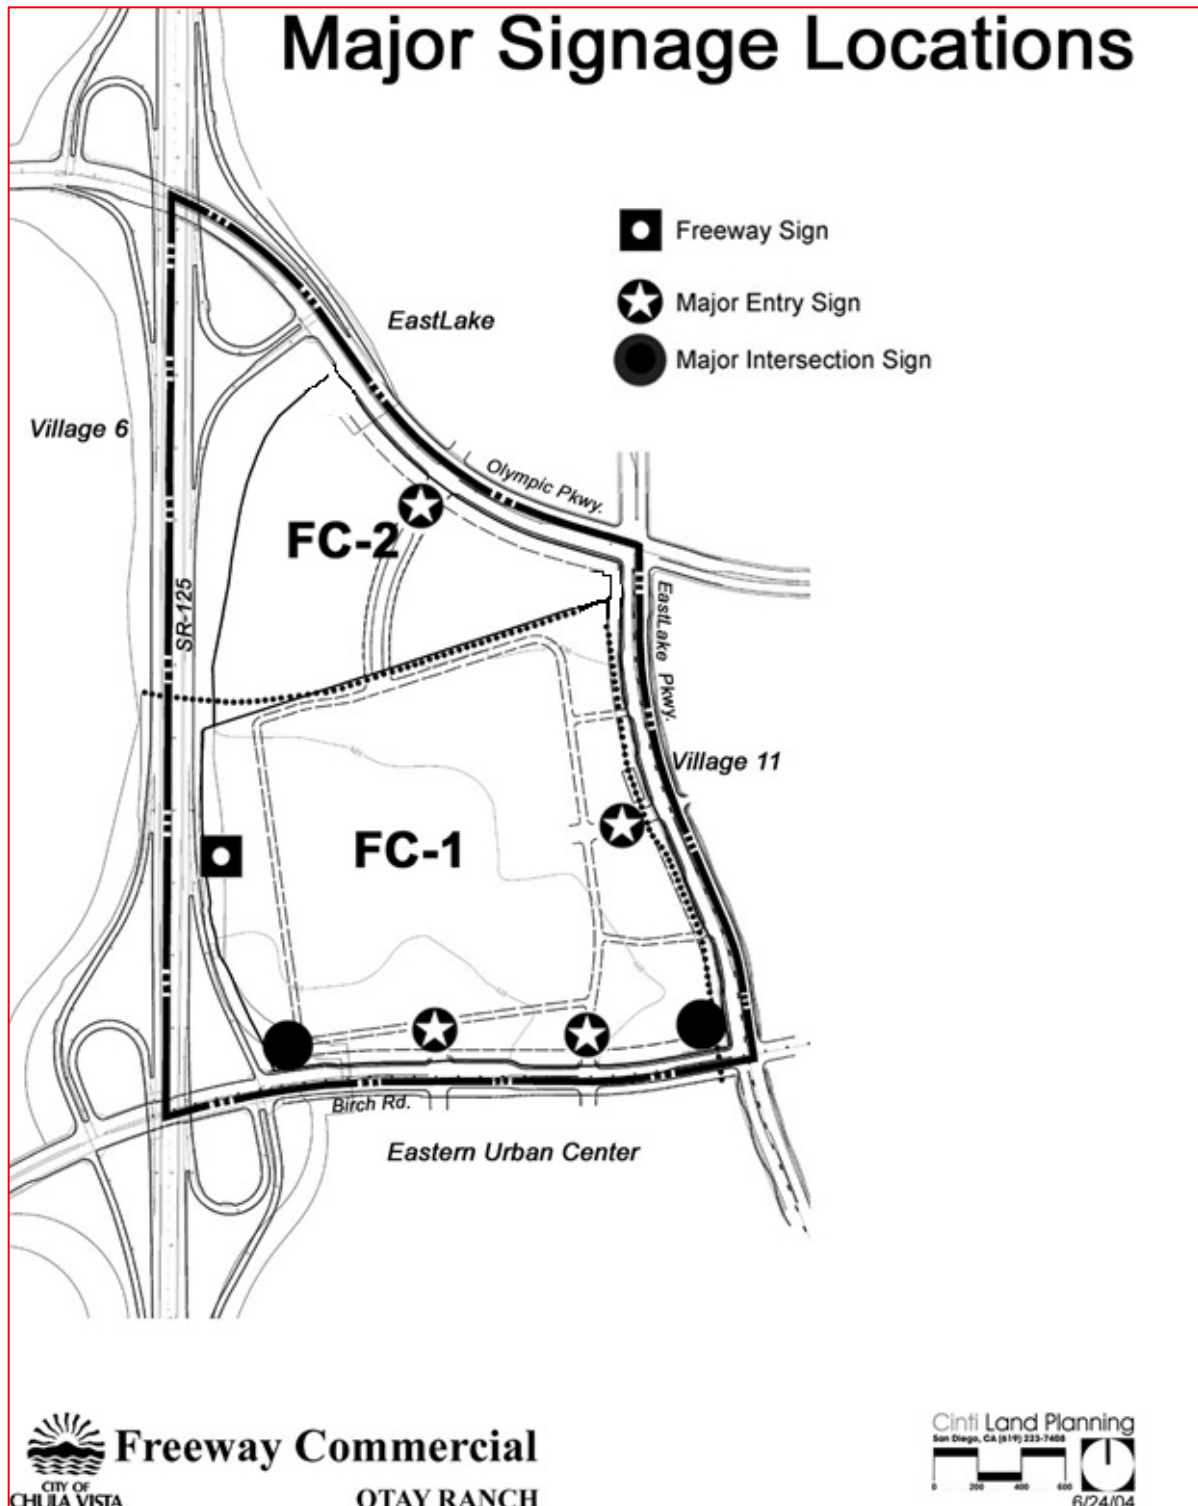 Major Signage Locations
Freeway Sign
Major Entry Sign
Major Intersection Sign
EastLake
Village 6
Olympic Pkwy.
FC-2
SR-125
EastLake Pkwy.
Village 11
FC-1
Birch Rd.
Eastern Urban Center
Freeway Commercial
CITY OF
CHULA VISTA
OTAY RANCH
Cinti Land Planning
San Diego, CA (619) 223-7408
0 200 400 600
6/24/04